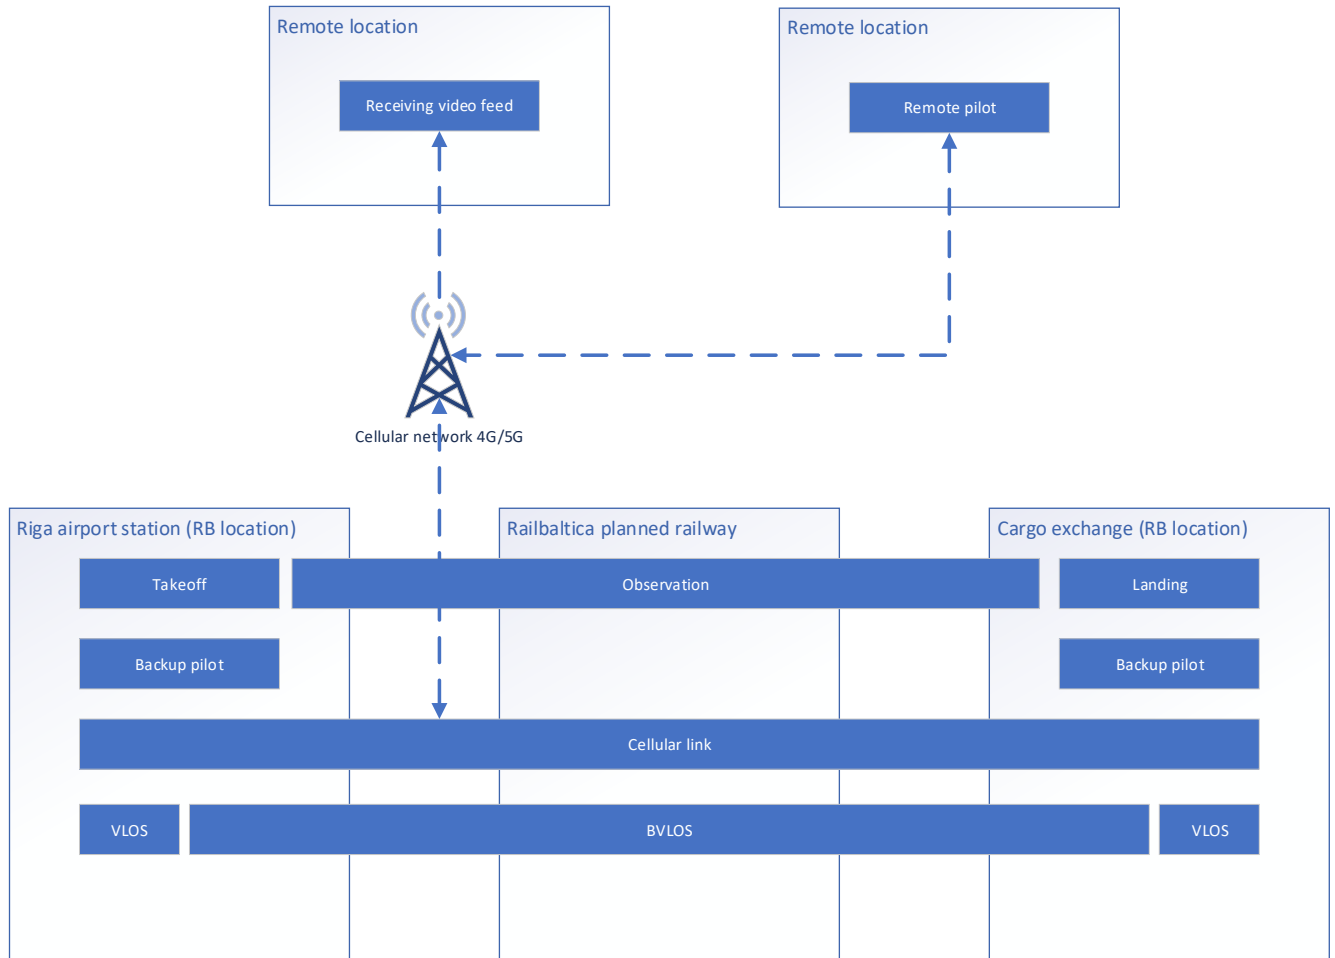 Remote location
Remote location
Receiving video feed
Remote pilot
Cellular network 4G/5G
Riga airport station (RB location)
Railbaltica planned railway
Cargo exchange (RB location)
Takeoff
Observation
Landing
Backup pilot
Backup pilot
Cellular link
VLOS
BVLOS
VLOS